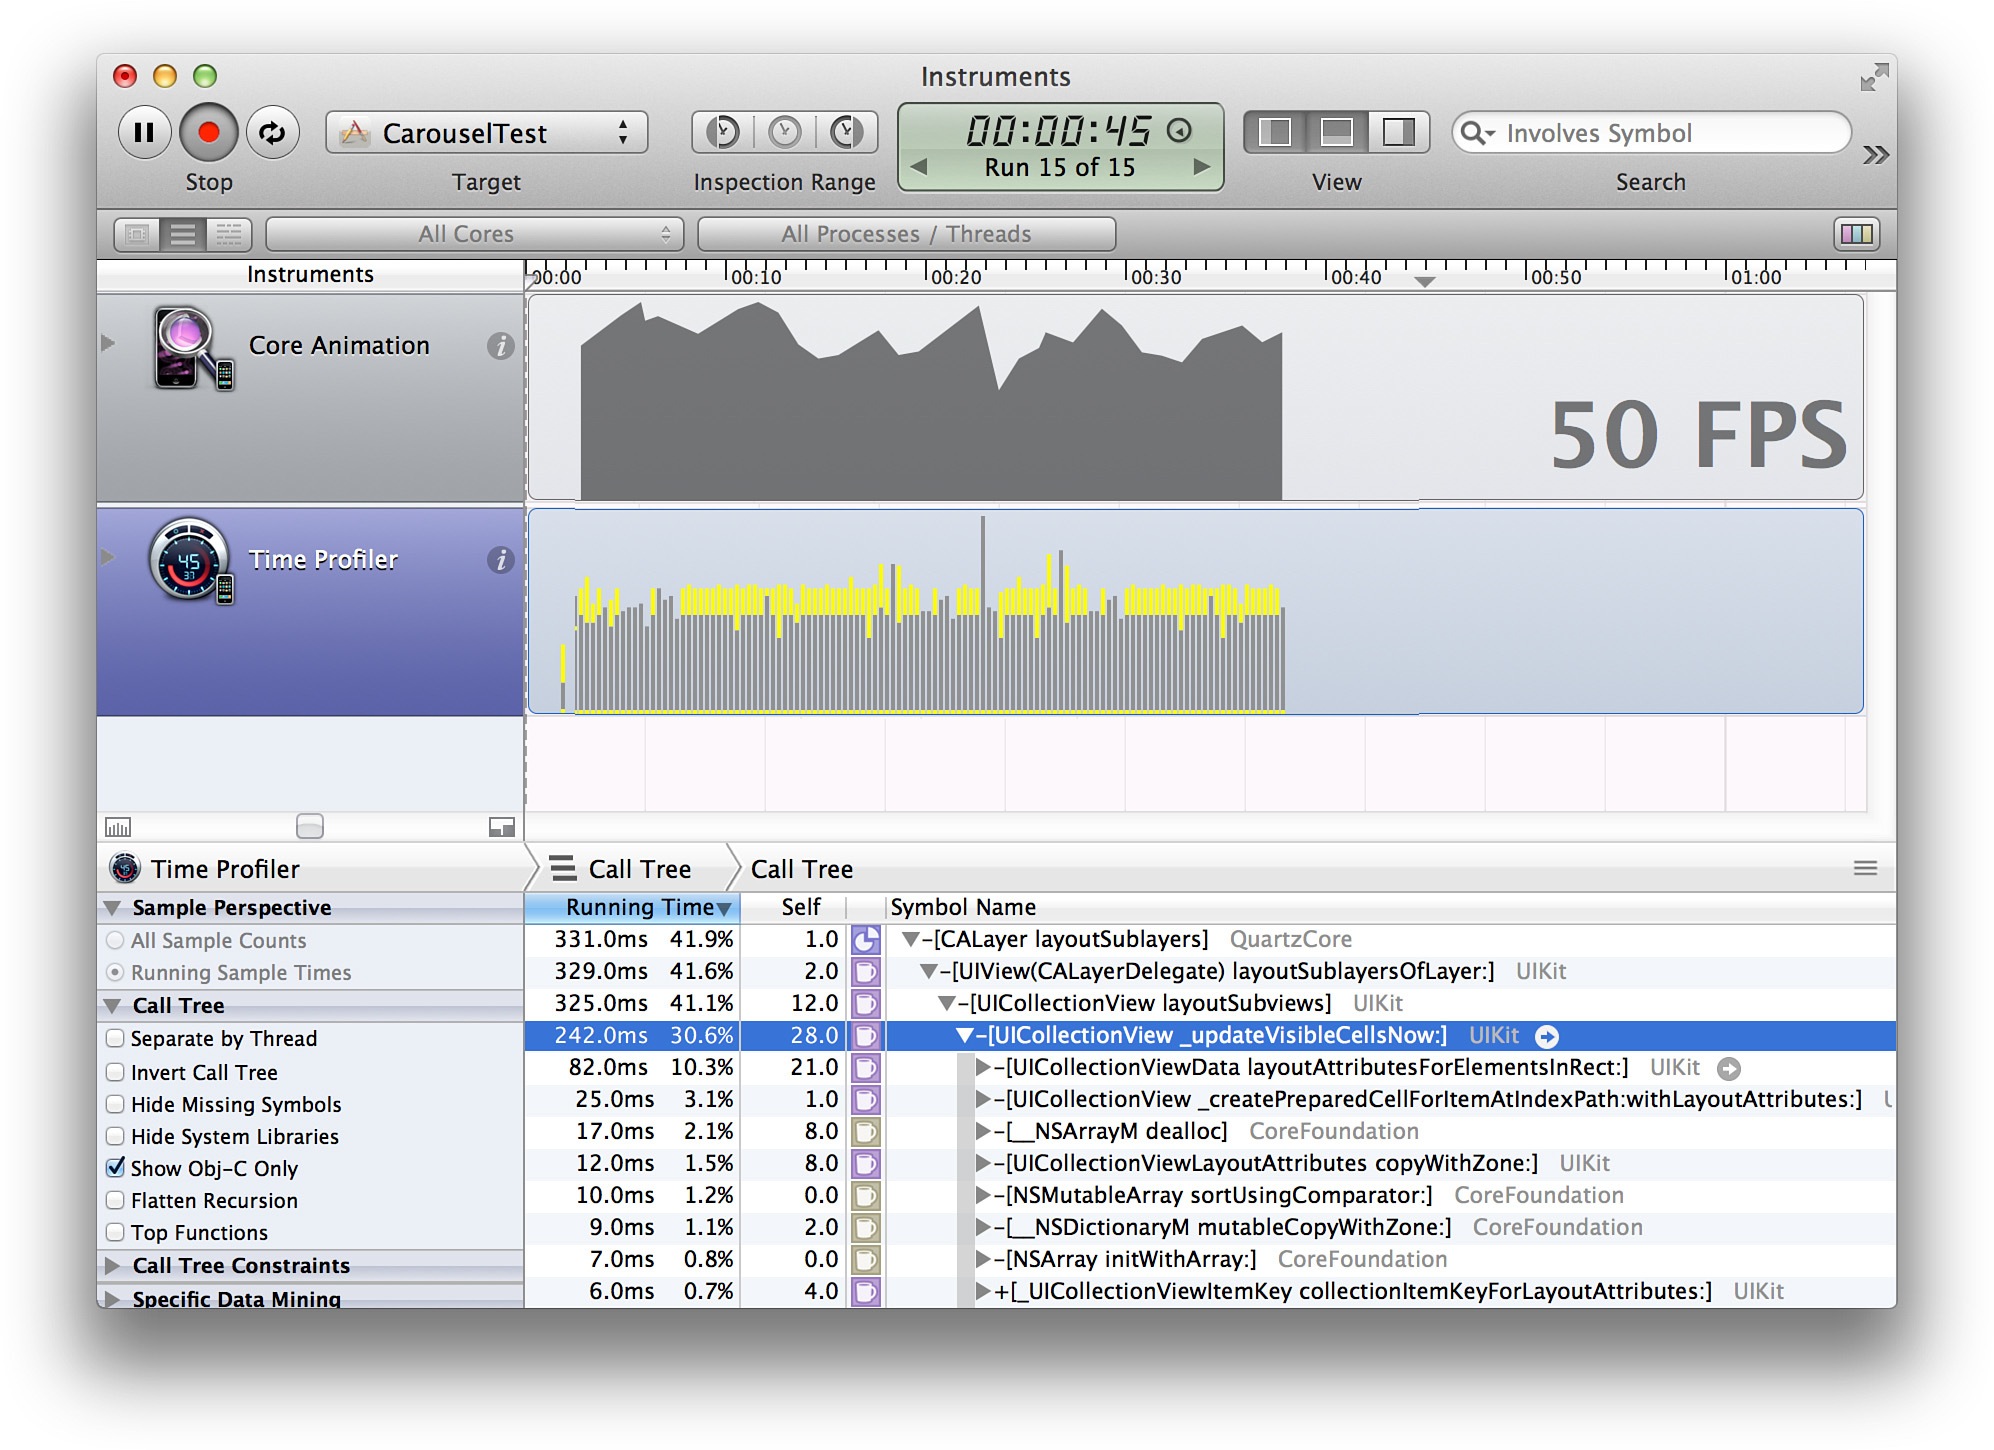 Instruments
CarouselTest
00:00:45
Run 15 of 15
Involves Symbol
Stop
Target
Inspection Range
View
Search
All Cores
All Processes / Threads
Instruments
00:00 00:10 00:20 00:30 00:40 00:50 01:00
Core Animation
50 FPS
Time Profiler
Time Profiler
Call Tree
Call Tree
Sample Perspective
All Sample Counts
Running Sample Times
Call Tree
Separate by Thread
Invert Call Tree
Hide Missing Symbols
Hide System Libraries
Show Obj-C Only
Flatten Recursion
Top Functions
Call Tree Constraints
Specific Data Mining
Running Time Self Symbol Name
331.0ms 41.9% 1.0 -[CALayer layoutSublayers] QuartzCore
329.0ms 41.6% 2.0 -[UIView(CALayerDelegate) layoutSublayersOfLayer:] UIKit
325.0ms 41.1% 12.0 -[UICollectionView layoutSubviews] UIKit
242.0ms 30.6% 28.0 -[UICollectionView _updateVisibleCellsNow:] UIKit
82.0ms 10.3% 21.0 -[UICollectionViewData layoutAttributesForElementsInRect:] UIKit
25.0ms 3.1% 1.0 -[UICollectionView _createPreparedCellForItemAtIndexPath:withLayoutAttributes:]
17.0ms 2.1% 8.0 -[__NSArrayM dealloc] CoreFoundation
12.0ms 1.5% 8.0 -[UICollectionViewLayoutAttributes copyWithZone:] UIKit
10.0ms 1.2% 0.0 -[NSMutableArray sortUsingComparator:] CoreFoundation
9.0ms 1.1% 2.0 -[__NSDictionaryM mutableCopyWithZone:] CoreFoundation
7.0ms 0.8% 0.0 -[NSArray initWithArray:] CoreFoundation
6.0ms 0.7% 4.0 +[_UICollectionViewItemKey collectionItemKeyForLayoutAttributes:] UIKit